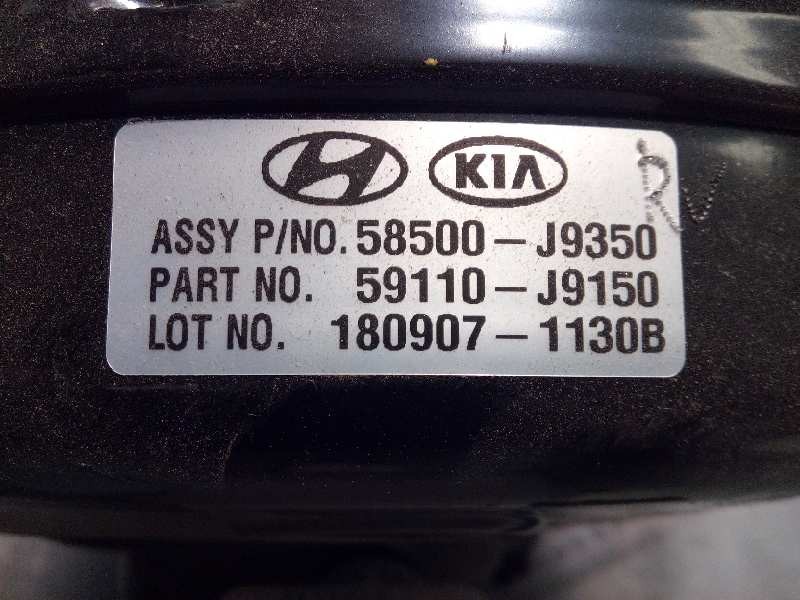 KIA
ASSY P/NO. 58500-J9350
PART NO. 59110-J9150
LOT NO. 180907-1130B